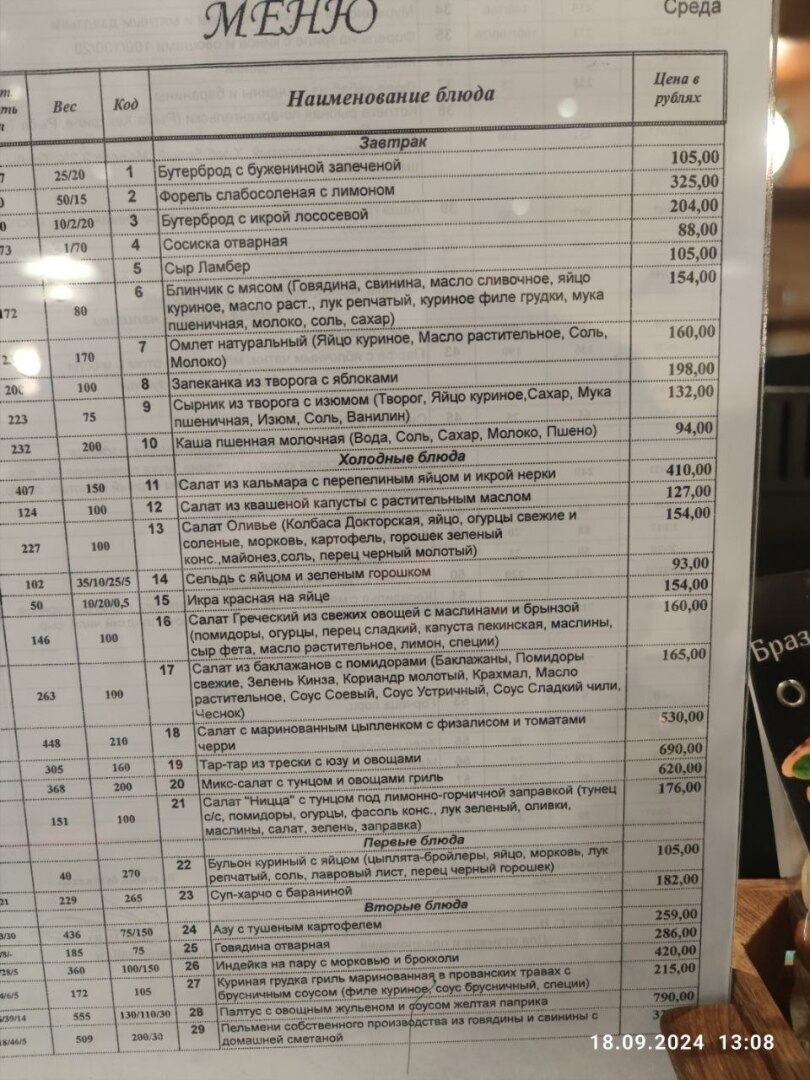 МЕНЮ
Среда
Вес Код Наименование блюда Цена в рублях
Завтрак
25/20 1 Бутерброд с бужениной запеченой 105,00
50/15 2 Форель слабосоленая с лимоном 325,00
10/2/20 3 Бутерброд с икрой лососевой 204,00
73 1/70 4 Сосиска отварная 88,00
5 Сыр Ламбер 105,00
172 80 6 Блинчик с мясом (Говядина, свинина, масло сливочное, яйцо 154,00
куриное, масло раст., лук репчатый, куриное филе грудки, мука
пшеничная, молоко, соль, сахар)
170 7 Омлет натуральный (Яйцо куриное, Масло растительное, Соль, 160,00
Молоко)
100 8 Запеканка из творога с яблоками 198,00
223 75 9 Сырник из творога с изюмом (Творог, Яйцо куриное,Сахар, Мука 132,00
пшеничная, Изюм, Соль, Ванилин)
232 200 10 Каша пшенная молочная (Вода, Соль, Сахар, Молоко, Пшено) 94,00
Холодные блюда
407 150 11 Салат из кальмара с перепелиным яйцом и икрой нерки 410,00
124 100 12 Салат из квашеной капусты с растительным маслом 127,00
227 100 13 Салат Оливье (Колбаса Докторская, яйцо, огурцы свежие и 154,00
соленые, морковь, картофель, горошек зеленый
конс.,майонез,соль, перец черный молотый)
102 35/10/25/5 14 Сельдь с яйцом и зеленым горошком 93,00
50 10/20/0,5 15 Икра красная на яйце 154,00
146 100 16 Салат Греческий из свежих овощей с маслинами и брынзой 160,00
(помидоры, огурцы, перец сладкий, капуста пекинская, маслины,
сыр фета, масло растительное, лимон, специи)
263 100 17 Салат из баклажанов с помидорами (Баклажаны, Помидоры 165,00
свежие, Зелень Кинза, Кориандр молотый, Крахмал, Масло
растительное, Соус Соевый, Соус Устричный, Соус Сладкий чили,
Чеснок)
448 210 18 Салат с маринованным цыпленком с физалисом и томатами 530,00
черри
305 160 19 Тар-тар из трески с юзу и овощами 690,00
368 200 20 Микс-салат с тунцом и овощами гриль 620,00
151 100 21 Салат "Ницца" с тунцом под лимонно-горчичной заправкой (тунец 176,00
с/с, помидоры, огурцы, фасоль конс., лук зеленый, оливки,
маслины, салат, зелень, заправка)
Первые блюда
40 270 22 Бульон куриный с яйцом (цыплята-бройлеры, яйцо, морковь, лук 105,00
репчатый, соль, лавровый лист, перец черный горошек)
21 229 265 23 Суп-харчо с бараниной 182,00
Вторые блюда
3/30 436 75/150 24 Азу с тушеным картофелем 259,00
/8/- 185 75 25 Говядина отварная 286,00
/28/5 360 100/150 26 Индейка на пару с морковью и брокколи 420,00
4/6/5 172 105 27 Куриная грудка гриль маринованная в прованских травах с 215,00
брусничным соусом (филе куриное, соус брусничный, специи)
/39/14 555 130/110/30 28 Палтус с овощным жульеном и соусом желтая паприка 790,00
8/46/5 509 200/30 29 Пельмени собственного производства из говядины и свинины с
домашней сметаной
Браз
18.09.2024 13:08